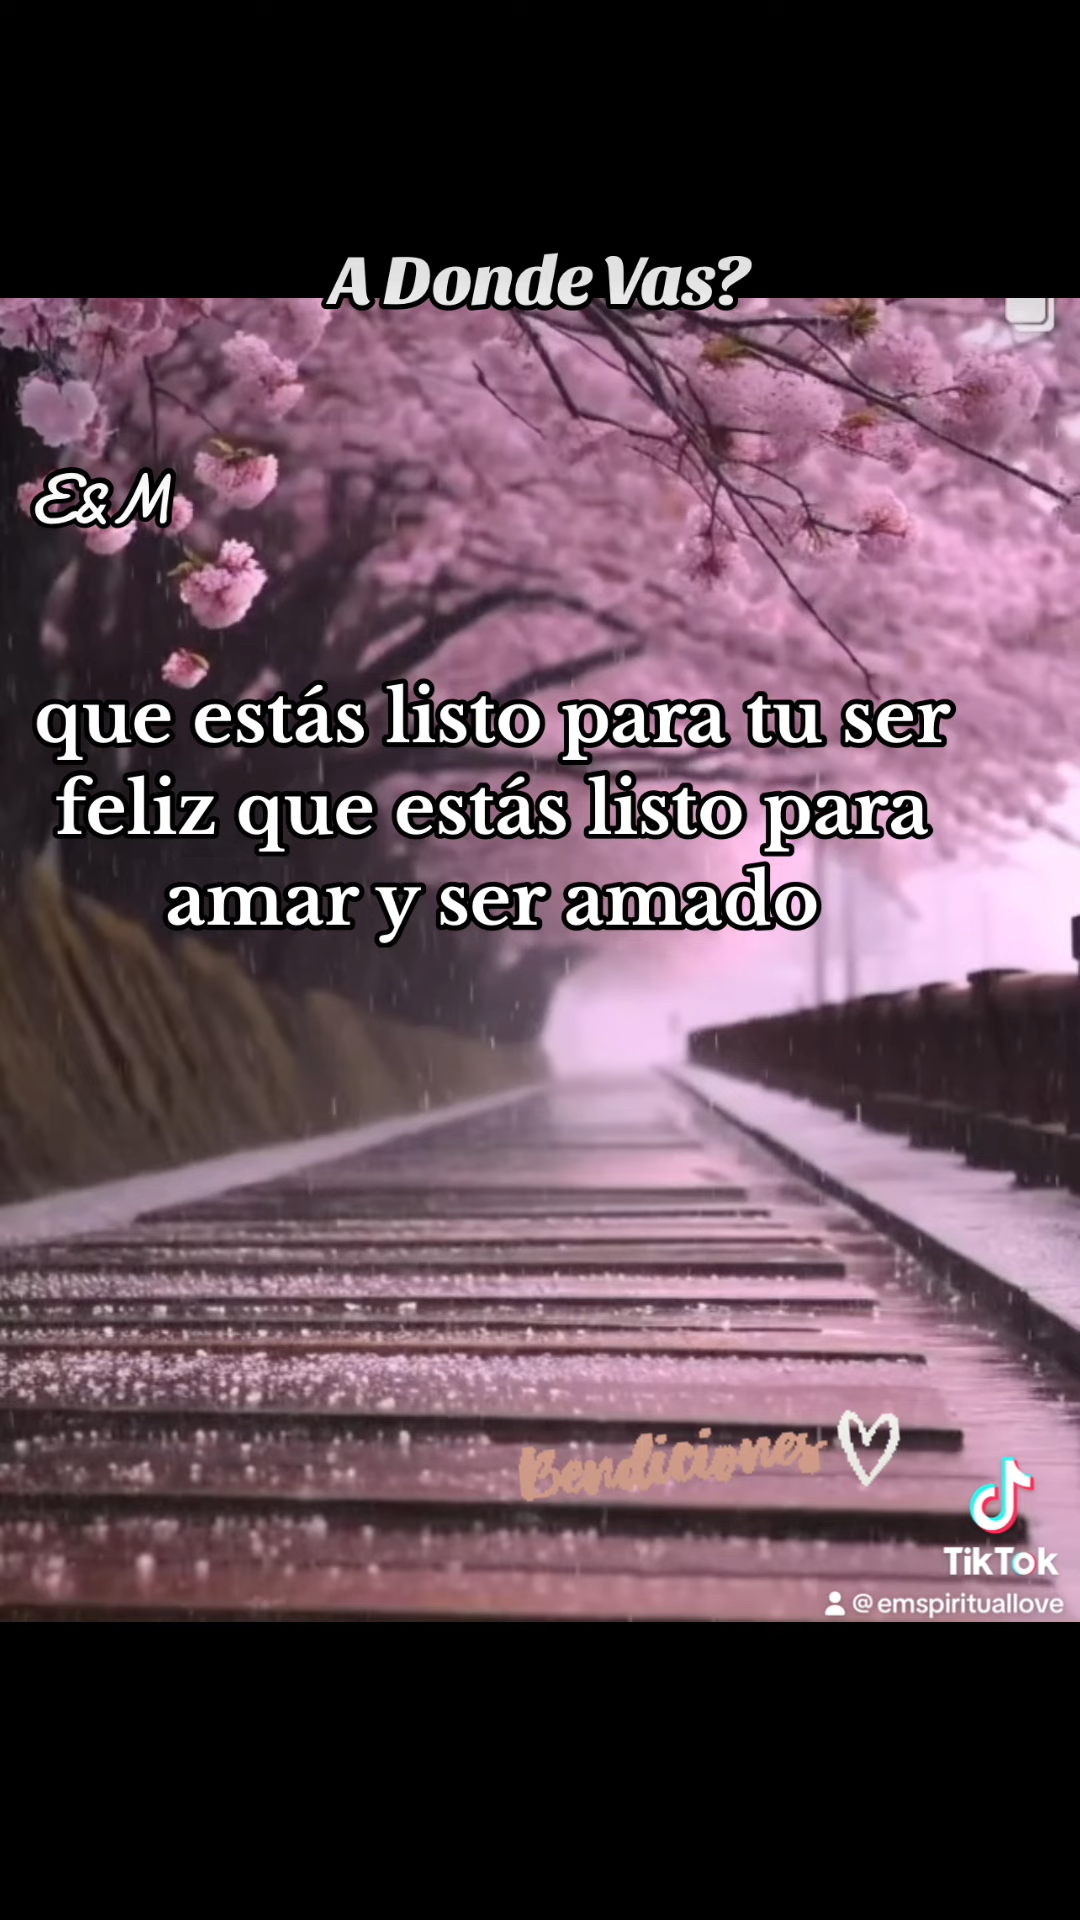 A Donde Vas?
E & M
que estás listo para tu ser
feliz que estás listo para
amar y ser amado
Bendiciones
TikTok
@emspirituallove